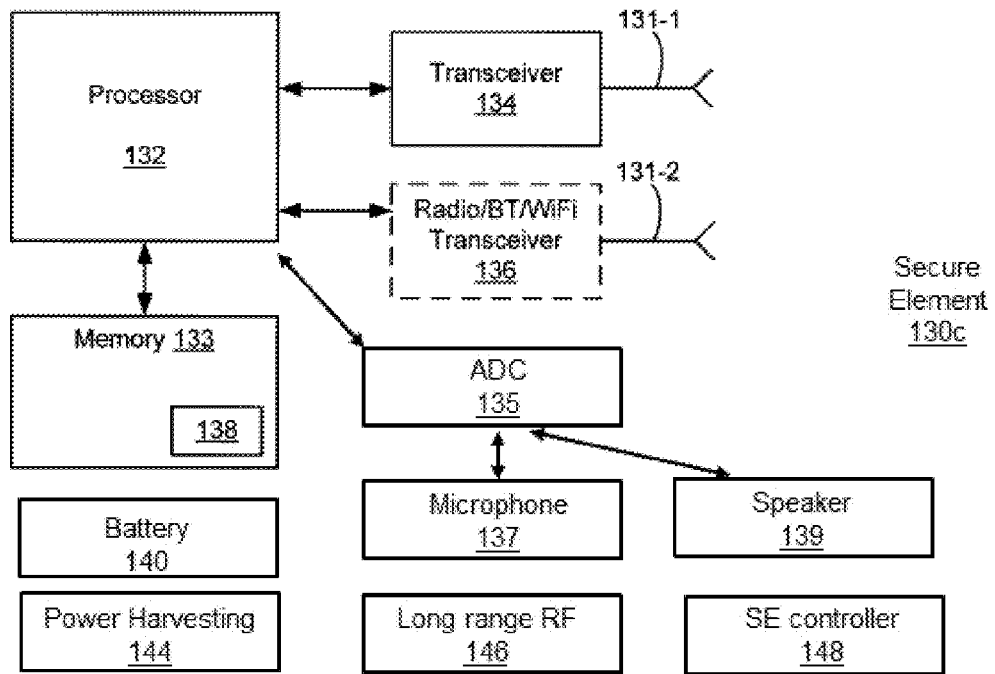 131-1
Processor
132
Transceiver
134
131-2
Radio/BT/WiFi
Transceiver
136
Secure
Element
130c
Memory 133
138
ADC
135
Microphone
137
Speaker
139
Battery
140
Power Harvesting
144
Long range RF
146
SE controller
148